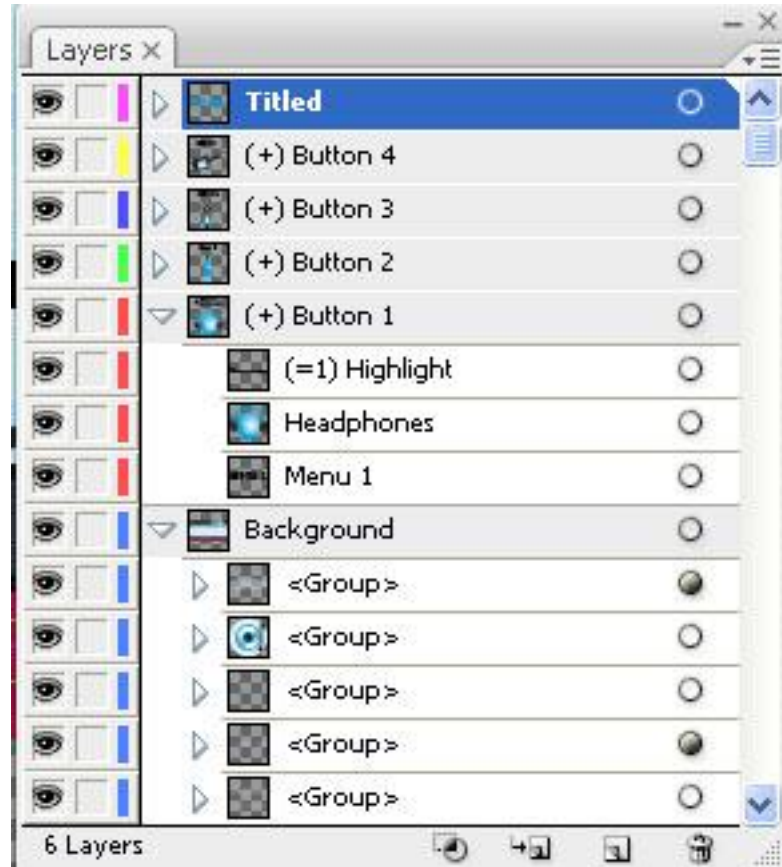 Layers
Titled
(+) Button 4
(+) Button 3
(+) Button 2
(+) Button 1
(=1) Highlight
Headphones
Menu 1
Background
<Group>
<Group>
<Group>
<Group>
<Group>
6 Layers